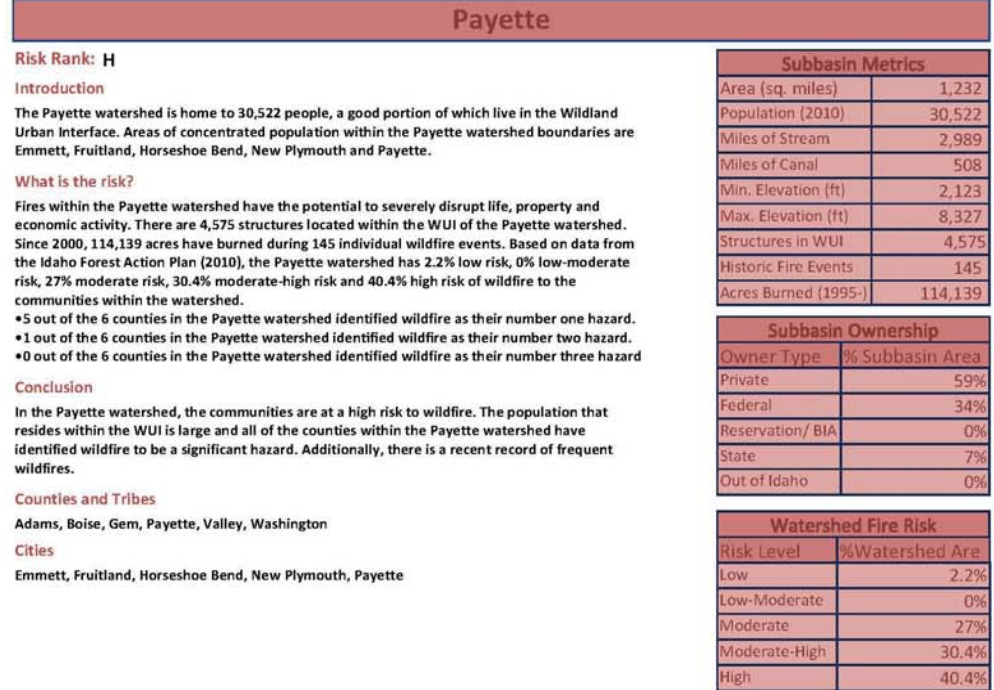 Payette
Risk Rank: H
Introduction
The Payette watershed is home to 30,522 people, a good portion of which live in the Wildland
Urban Interface. Areas of concentrated population within the Payette watershed boundaries are
Emmett, Fruitland, Horseshoe Bend, New Plymouth and Payette.
What is the risk?
Fires within the Payette watershed have the potential to severely disrupt life, property and
economic activity. There are 4,575 structures located within the WUI of the Payette watershed.
Since 2000, 114,139 acres have burned during 145 individual wildfire events. Based on data from
the Idaho Forest Action Plan (2010), the Payette watershed has 2.2% low risk, 0% low-moderate
risk, 27% moderate risk, 30.4% moderate-high risk and 40.4% high risk of wildfire to the
communities within the watershed.
•5 out of the 6 counties in the Payette watershed identified wildfire as their number one hazard.
•1 out of the 6 counties in the Payette watershed identified wildfire as their number two hazard.
•0 out of the 6 counties in the Payette watershed identified wildfire as their number three hazard
Conclusion
In the Payette watershed, the communities are at a high risk to wildfire. The population that
resides within the WUI is large and all of the counties within the Payette watershed have
identified wildfire to be a significant hazard. Additionally, there is a recent record of frequent
wildfires.
Counties and Tribes
Adams, Boise, Gem, Payette, Valley, Washington
Cities
Emmett, Fruitland, Horseshoe Bend, New Plymouth, Payette
Subbasin Metrics
Area (sq. miles) 1,232
Population (2010) 30,522
Miles of Stream 2,989
Miles of Canal 508
Min. Elevation (ft) 2,123
Max. Elevation (ft) 8,327
Structures in WUI 4,575
Historic Fire Events 145
Acres Burned (1995-) 114,139
Subbasin Ownership
Owner Type % Subbasin Area
Private 59%
Federal 34%
Reservation/ BIA 0%
State 7%
Out of Idaho 0%
Watershed Fire Risk
Risk Level %Watershed Are
Low 2.2%
Low-Moderate 0%
Moderate 27%
Moderate-High 30.4%
High 40.4%